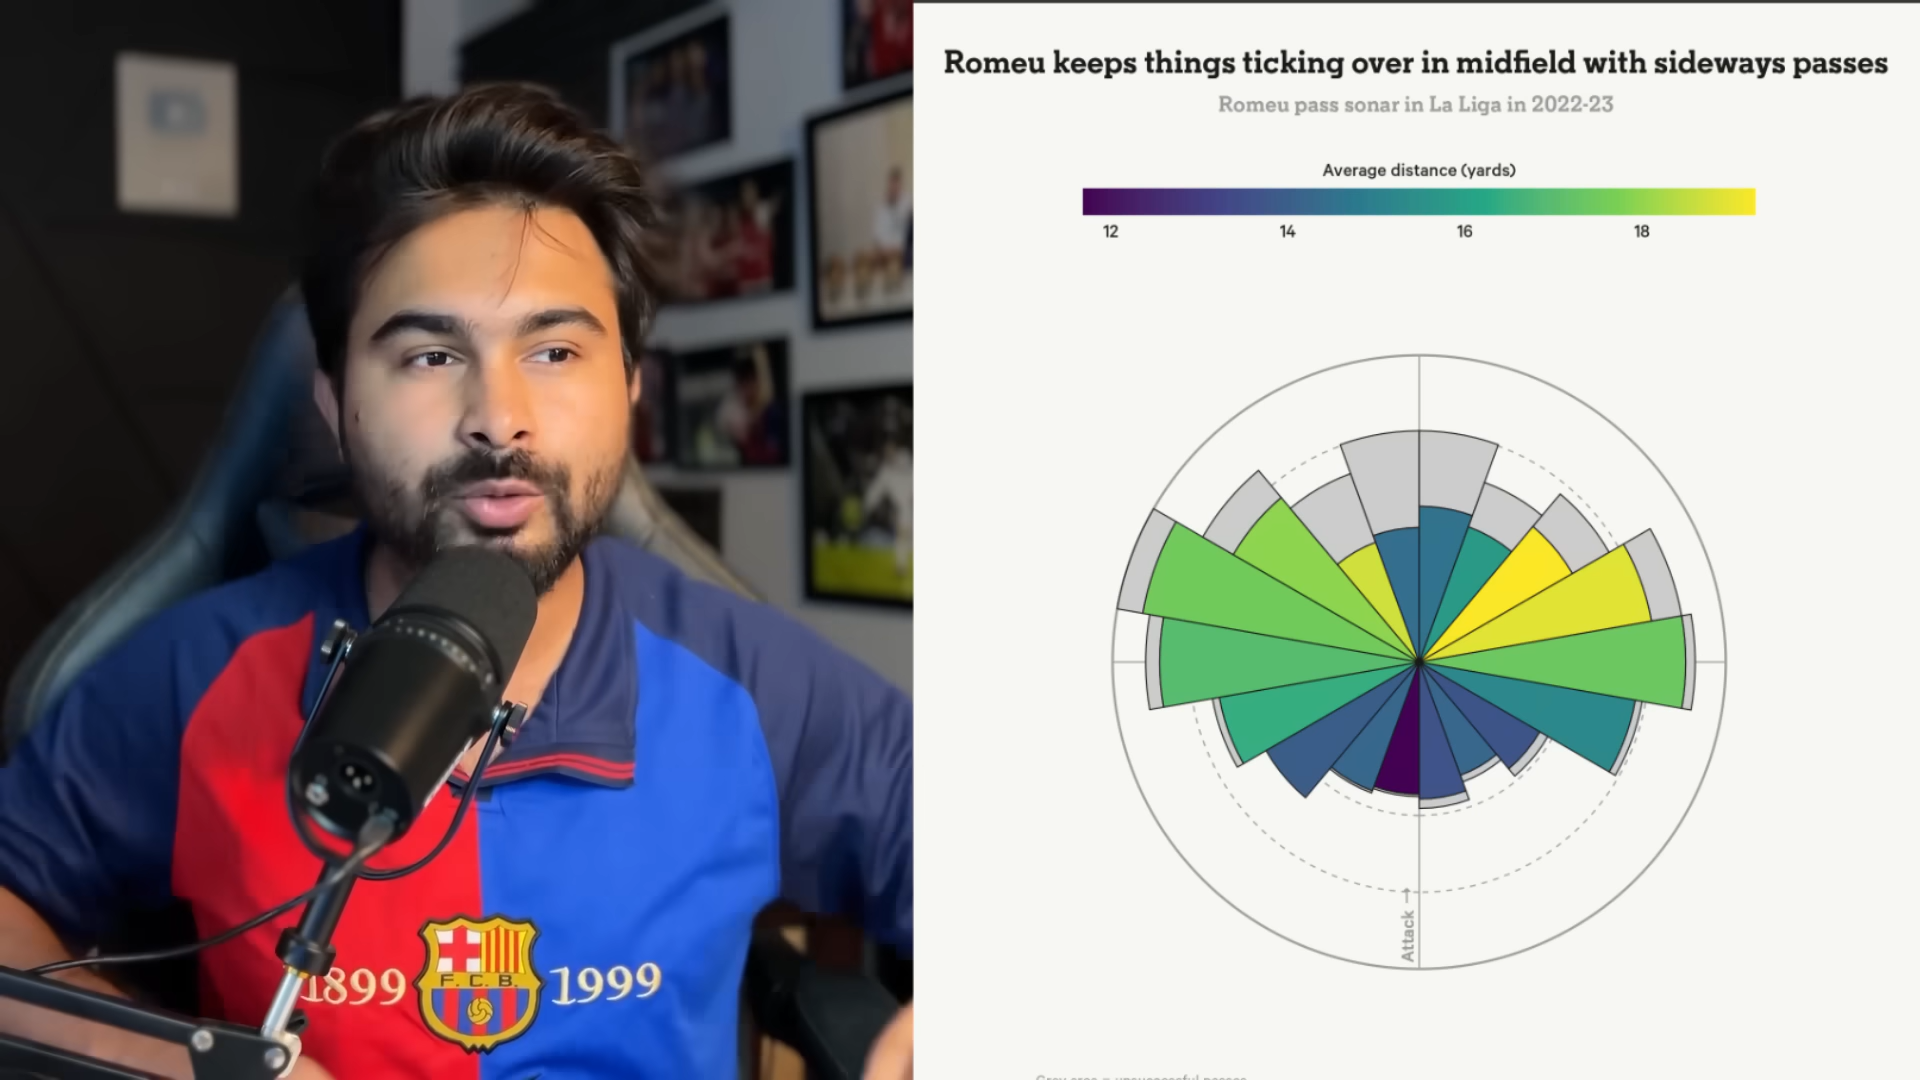 Romeu keeps things ticking over in midfield with sideways passes
Romeu pass sonar in La Liga in 2022-23
Average distance (yards)
12 14 16 18
Attack →
1899 F. C. B. 1999